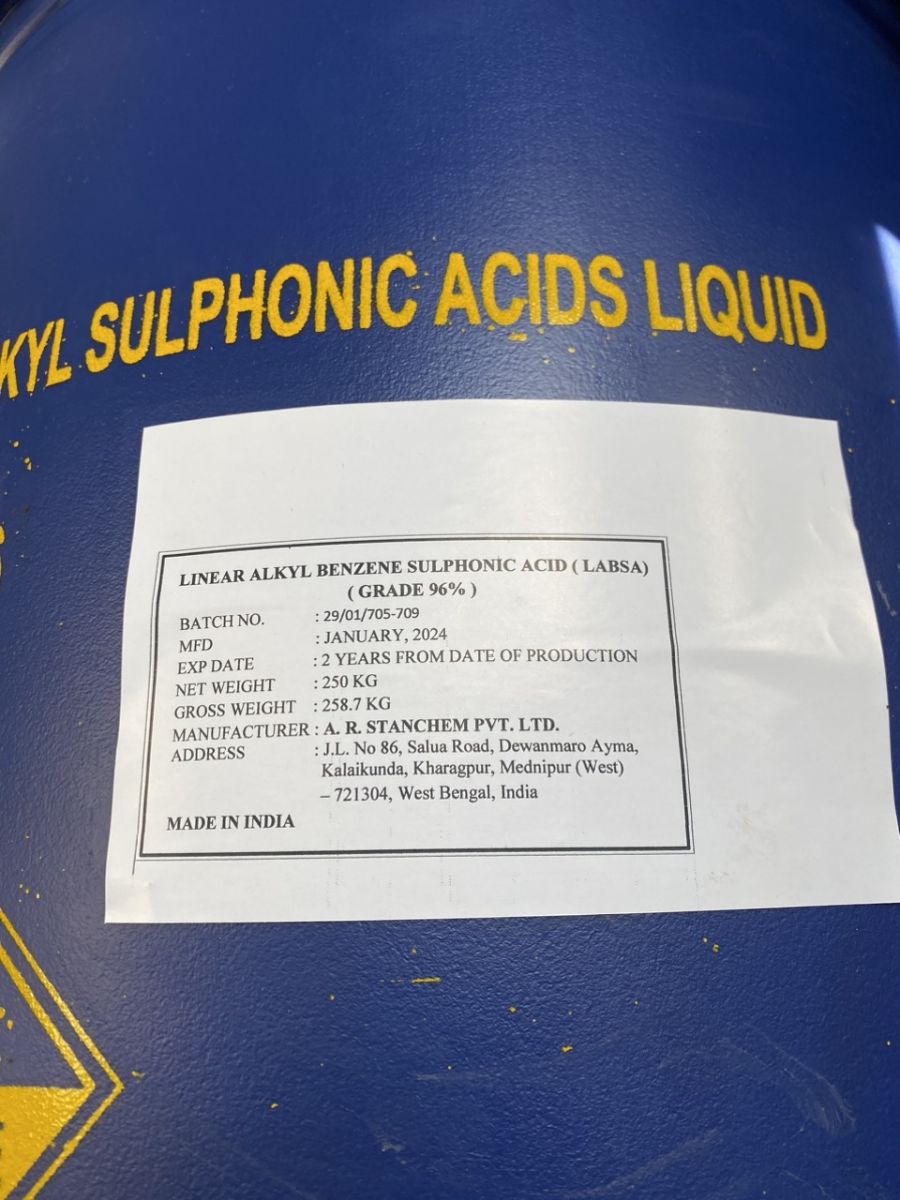 SULPHONIC ACIDS LIQUID
LINEAR ALKYL BENZENE SULPHONIC ACID ( LABSA)
( GRADE 96% )
BATCH NO. : 29/01/705-709
MFD : JANUARY, 2024
EXP DATE : 2 YEARS FROM DATE OF PRODUCTION
NET WEIGHT : 250 KG
GROSS WEIGHT : 258.7 KG
MANUFACTURER : A. R. STANCHEM PVT. LTD.
ADDRESS : J.L. No 86, Salua Road, Dewanmaro Ayma,
Kalaikunda, Kharagpur, Mednipur (West)
– 721304, West Bengal, India
MADE IN INDIA